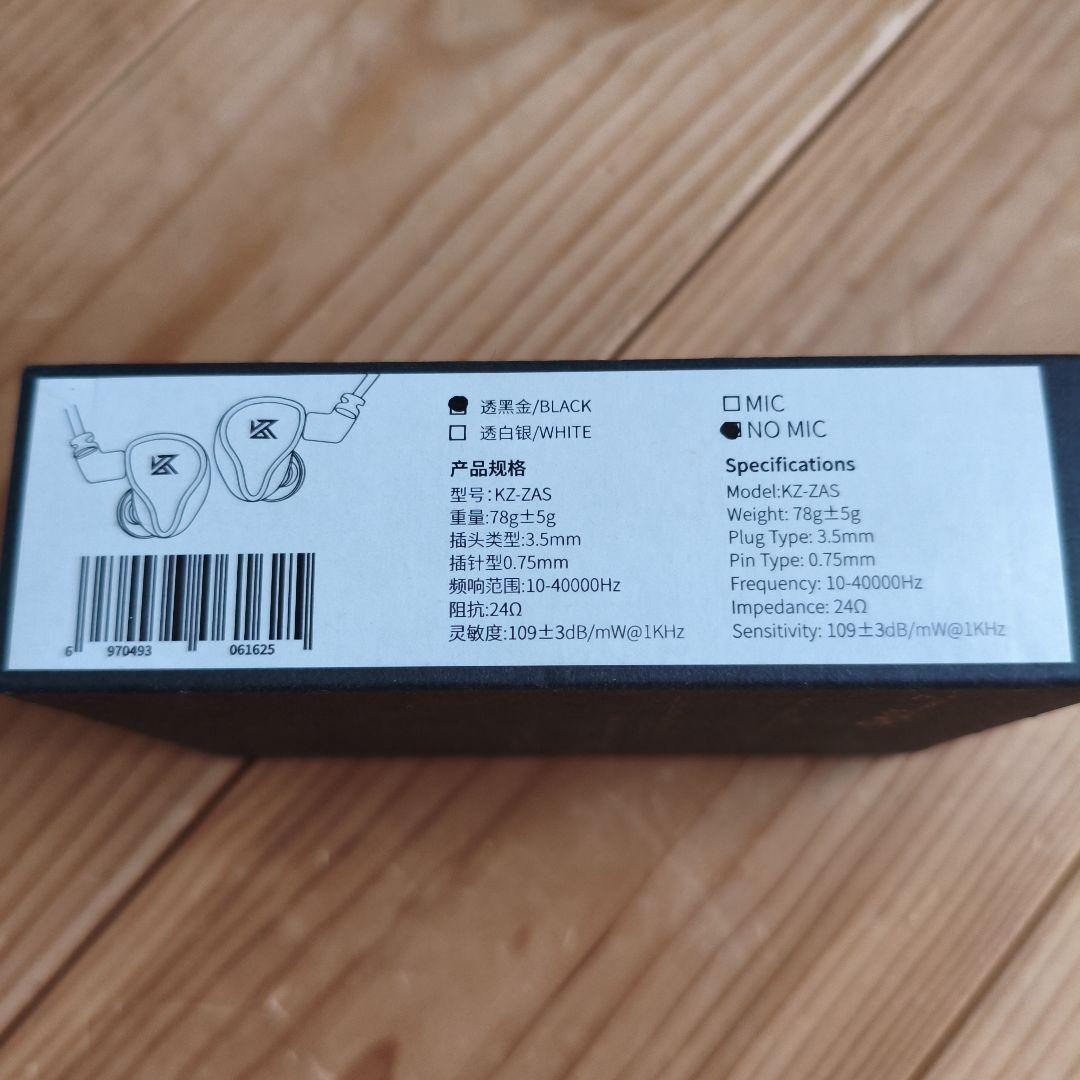 KZ
KZ
透黑金/BLACK
透白银/WHITE
产品规格
型号:KZ-ZAS
重量:78g±5g
插头类型:3.5mm
插针型0.75mm
频响范围:10-40000Hz
阻抗:24Ω
灵敏度:109±3dB/mW@1KHz
MIC
NO MIC
Specifications
Model:KZ-ZAS
Weight: 78g±5g
Plug Type: 3.5mm
Pin Type: 0.75mm
Frequency: 10-40000Hz
Impedance: 24Ω
Sensitivity: 109±3dB/mW@1KHz
6 970493 061625